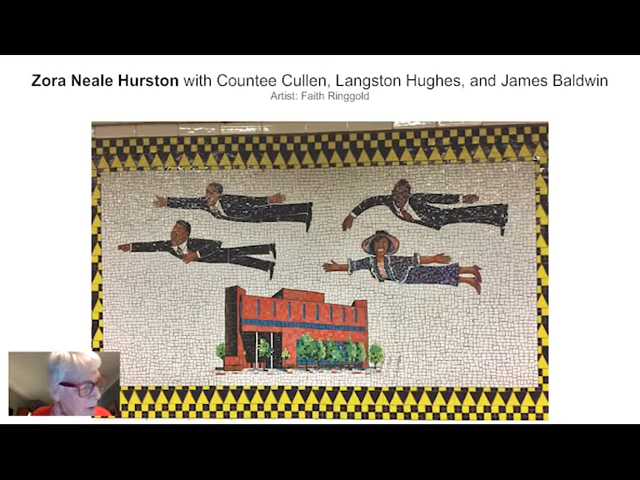 Zora Neale Hurston with Countee Cullen, Langston Hughes, and James Baldwin
Artist: Faith Ringgold